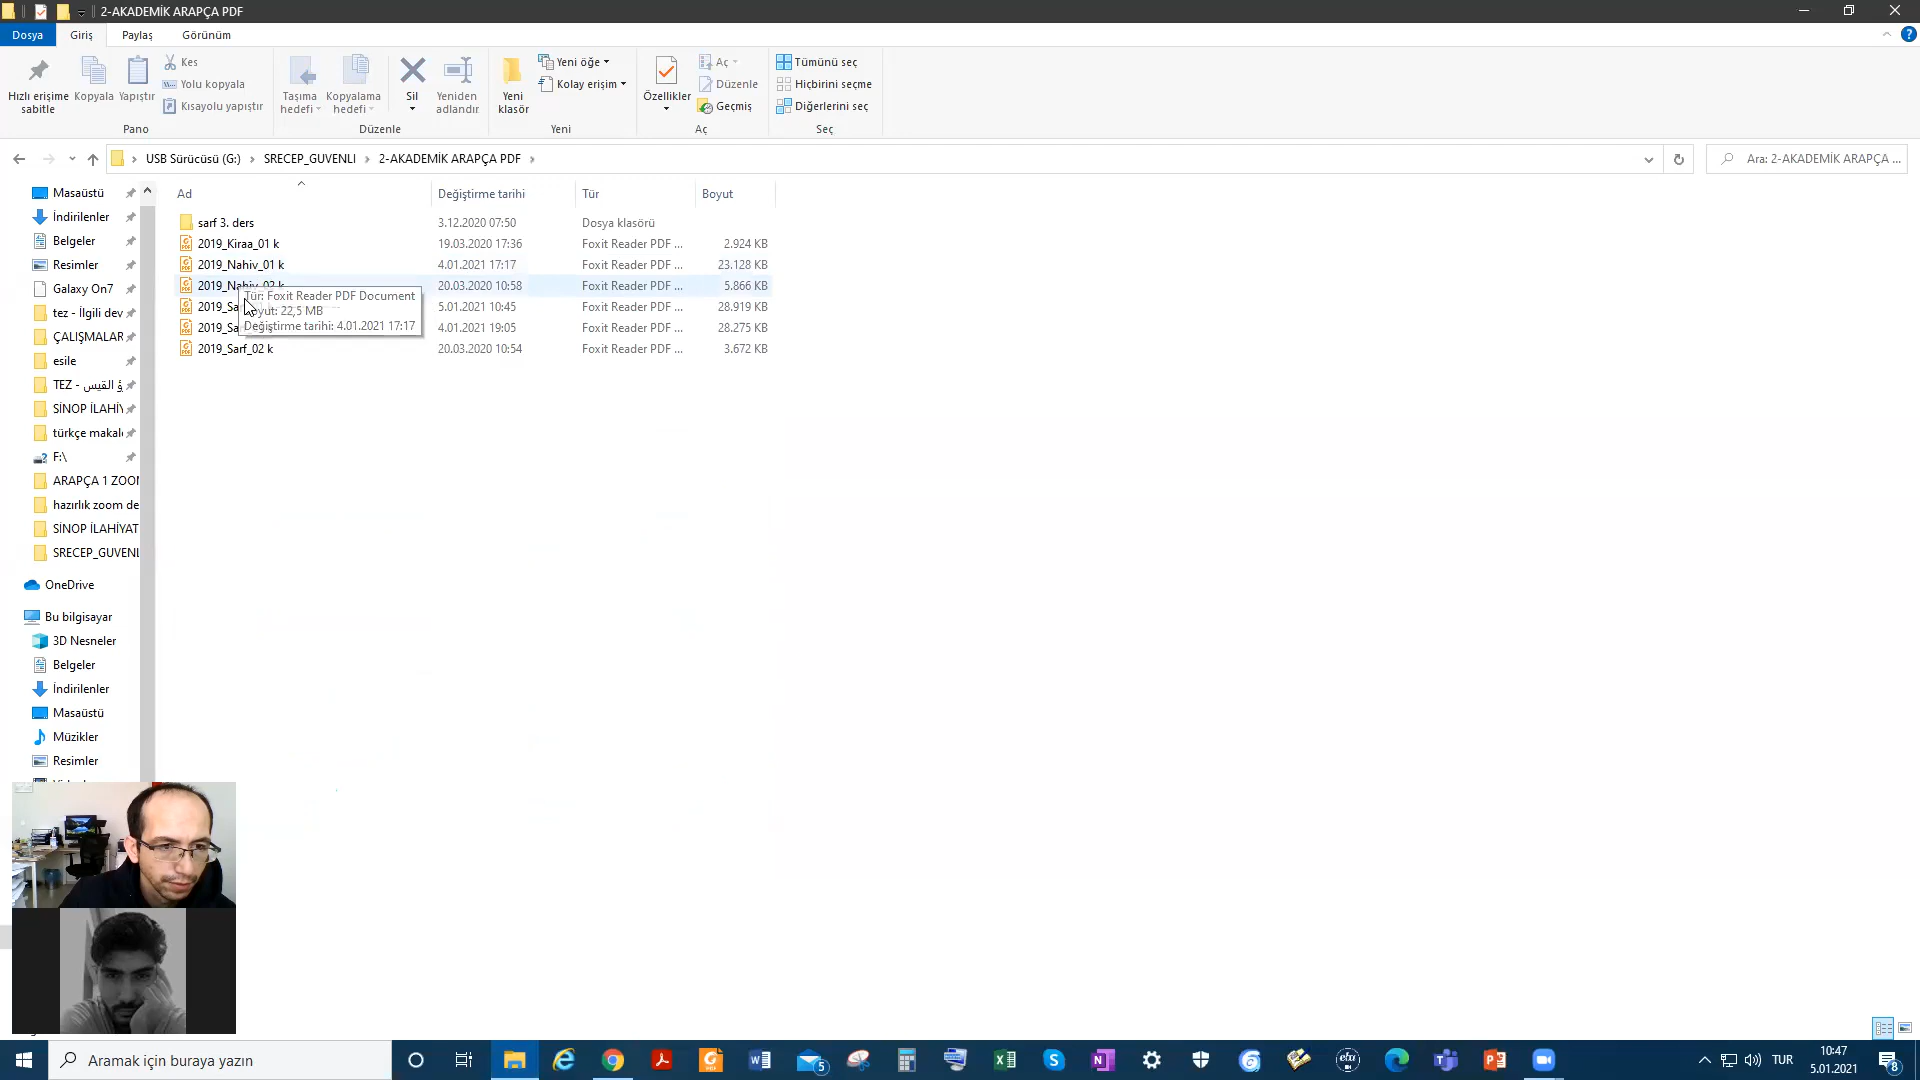 2-AKADEMİK ARAPÇA PDF
Dosya Giriş Paylaş Görünüm
Hızlı erişime sabitle
Kopyala
Yapıştır
Kes
Yolu kopyala
Kısayolu yapıştır
Pano
Taşıma hedefi
Kopyalama hedefi
Sil
Yeniden adlandır
Düzenle
Yeni klasör
Yeni öğe
Kolay erişim
Yeni
Özellikler
Aç
Düzenle
Geçmiş
Aç
Tümünü seç
Hiçbirini seçme
Diğerlerini seç
Seç
USB Sürücüsü (G:) › SRECEP_GUVENLI › 2-AKADEMİK ARAPÇA PDF ›
Ara: 2-AKADEMİK ARAPÇA ...
Masaüstü
İndirilenler
Belgeler
Resimler
Galaxy On7
tez - İlgili dev
ÇALIŞMALAR
esile
TEZ - ؤ القيس
SİNOP İLAHİY
türkçe makal
F:\
ARAPÇA 1 ZOO
hazırlık zoom de
SİNOP İLAHİYAT
SRECEP_GUVENL
OneDrive
Bu bilgisayar
3D Nesneler
Belgeler
İndirilenler
Masaüstü
Müzikler
Resimler
Ad Değiştirme tarihi Tür Boyut
sarf 3. ders 3.12.2020 07:50 Dosya klasörü
2019_Kiraa_01 k 19.03.2020 17:36 Foxit Reader PDF ... 2.924 KB
2019_Nahiv_01 k 4.01.2021 17:17 Foxit Reader PDF ... 23.128 KB
2019_Nahiv_02 k 20.03.2020 10:58 Foxit Reader PDF ... 5.866 KB
2019_Sa 5.01.2021 10:45 Foxit Reader PDF ... 28.919 KB
2019_Sa 4.01.2021 19:05 Foxit Reader PDF ... 28.275 KB
2019_Sarf_02 k 20.03.2020 10:54 Foxit Reader PDF ... 3.672 KB
Tür: Foxit Reader PDF Document
oyut: 22,5 MB
Değiştirme tarihi: 4.01.2021 17:17
Aramak için buraya yazın
5
eta
TUR
10:47
5.01.2021
8